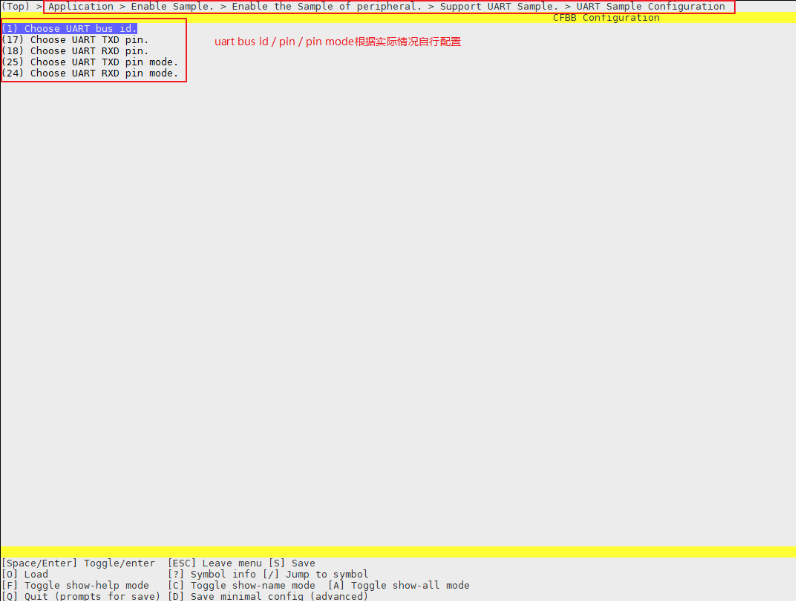 (Top) > Application > Enable Sample. > Enable the Sample of peripheral. > Support UART Sample. > UART Sample Configuration
CFBB Configuration
(1) Choose UART bus id.
(17) Choose UART TXD pin.
(18) Choose UART RXD pin.
(25) Choose UART TXD pin mode.
(24) Choose UART RXD pin mode.
uart bus id / pin / pin mode根据实际情况自行配置
[Space/Enter] Toggle/enter [ESC] Leave menu [S] Save
[O] Load [?] Symbol info [/] Jump to symbol
[F] Toggle show-help mode [C] Toggle show-name mode [A] Toggle show-all mode
[Q] Quit (prompts for save) [D] Save minimal config (advanced)